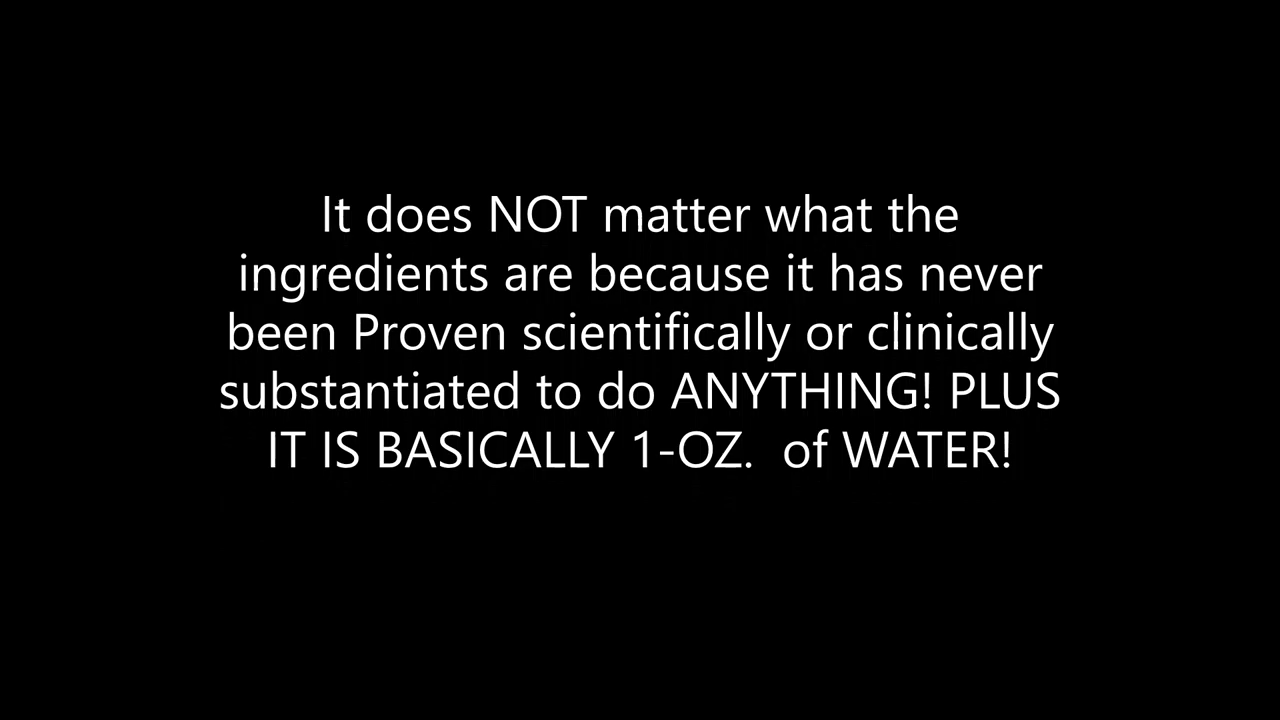 It does NOT matter what the
ingredients are because it has never
been Proven scientifically or clinically
substantiated to do ANYTHING! PLUS
IT IS BASICALLY 1-OZ.  of WATER!